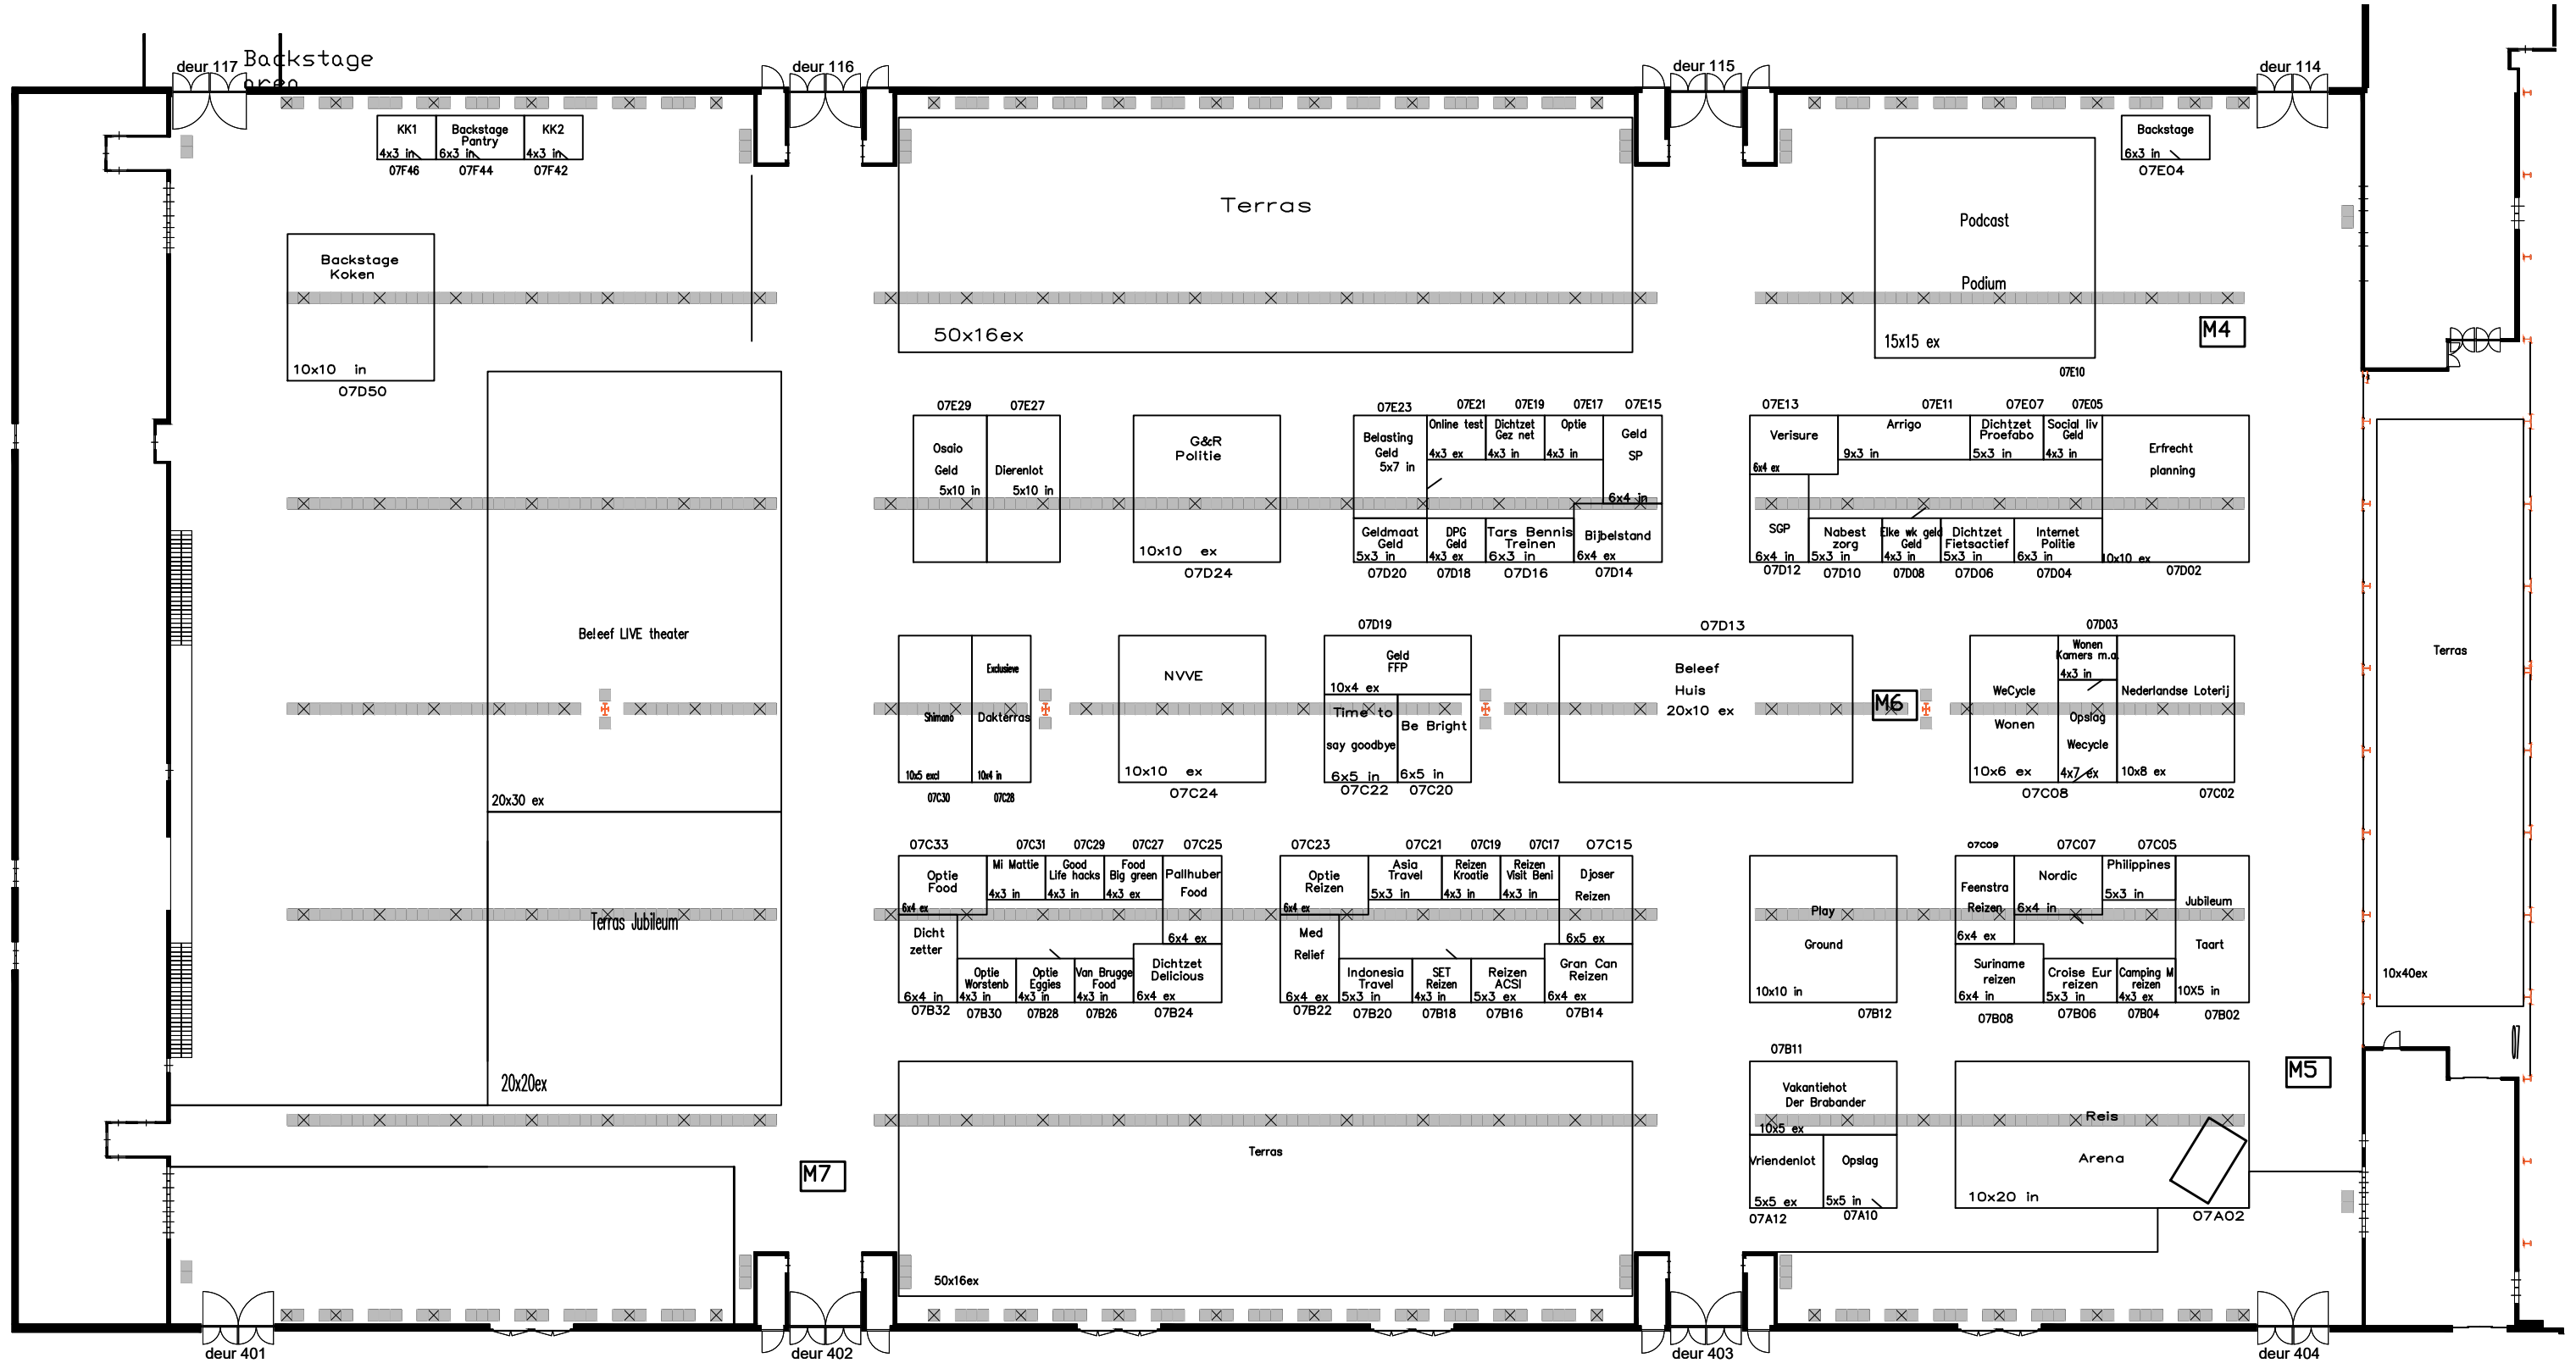 Backstage
area
deur 117
deur 116
deur 115
deur 114
KK1
4x3 in
07F46
Backstage
Pantry
6x3 in
07F44
KK2
4x3 in
07F42
Backstage
6x3 in
07E04
Terras
50x16ex
Podcast
Podium
15x15 ex
07E10
M4
Backstage
Koken
10x10 in
07D50
07E29
07E27
07E23
07E21
07E19
07E17
07E15
07E13
07E11
07E07
07E05
Osaio
Geld
5x10 in
Dierenlot
5x10 in
G&R
Politie
10x10 ex
07D24
Belasting
Geld
5x7 in
Online test
4x3 ex
Dichtzet
Gez net
4x3 in
Optie
4x3 in
Geld
SP
6x4 in
Geldmaat
Geld
5x3 in
07D20
DPG
Geld
4x3 ex
07D18
Tars Bennis
Treinen
6x3 in
07D16
Bijbelstand
6x4 ex
07D14
Verisure
6x4 ex
Arrigo
9x3 in
Dichtzet
Proefabo
5x3 in
Social liv
Geld
4x3 in
Erfrecht
planning
10x10 ex
07D02
SGP
6x4 in
07D12
Nabest
zorg
5x3 in
07D10
Elke wk geld
Geld
4x3 in
07D08
Dichtzet
Fietsactief
5x3 in
07D06
Internet
Politie
6x3 in
07D04
Beleef LIVE theater
20x30 ex
Shimano
10x5 excl
07C30
Exclusieve
Dakterras
10x4 in
07C28
NVVE
10x10 ex
07C24
07D19
Geld
FFP
10x4 ex
Time to
say goodbye
6x5 in
07C22
Be Bright
6x5 in
07C20
07D13
Beleef
Huis
20x10 ex
M6
07D03
WeCycle
Wonen
10x6 ex
07C08
Wonen
Kamers m.a.
4x3 in
Opslag
Wecycle
4x7 ex
Nederlandse Loterij
10x8 ex
07C02
Terras
10x40ex
07C33
07C31
07C29
07C27
07C25
07C23
07C21
07C19
07C17
07C15
07C09
07C07
07C05
Optie
Food
6x4 ex
Mi Mattie
4x3 in
Good
Life hacks
4x3 in
Food
Big green
4x3 ex
Pallhuber
Food
6x4 ex
Dicht
zetter
6x4 in
07B32
Optie
Worstenb
4x3 in
07B30
Optie
Eggies
4x3 in
07B28
Van Brugge
Food
4x3 in
07B26
Dichtzet
Delicious
6x4 ex
07B24
Optie
Reizen
6x4 ex
Asia
Travel
5x3 in
Reizen
Kroatie
4x3 in
Reizen
Visit Beni
4x3 in
Djoser
Reizen
6x5 ex
Med
Relief
6x4 ex
07B22
Indonesia
Travel
5x3 in
07B20
SET
Reizen
4x3 in
07B18
Reizen
ACSI
5x3 ex
07B16
Gran Can
Reizen
6x4 ex
07B14
Play
Ground
10x10 in
07B12
Feenstra
Reizen
6x4 ex
Nordic
6x4 in
Philippines
5x3 in
Jubileum
Taart
10X5 in
07B02
Suriname
reizen
6x4 in
07B08
Croise Eur
reizen
5x3 in
07B06
Camping M
reizen
4x3 ex
07B04
Terras Jubileum
20x20ex
M7
Terras
50x16ex
07B11
Vakantiehot
Der Brabander
10x5 ex
Vriendenlot
5x5 ex
07A12
Opslag
5x5 in
07A10
Reis
Arena
10x20 in
07A02
M5
deur 401
deur 402
deur 403
deur 404